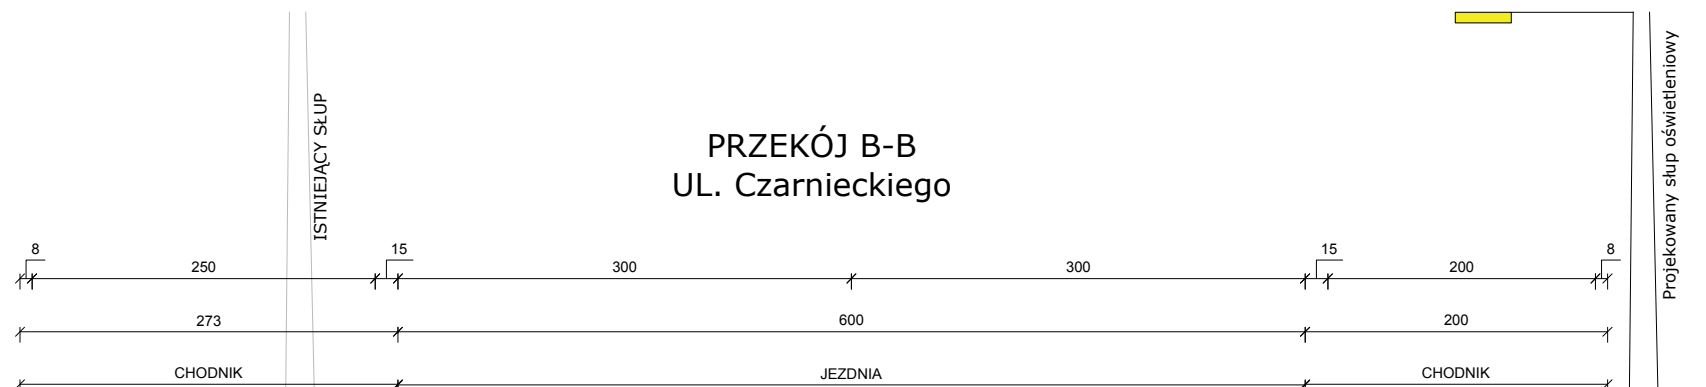 PRZEKÓJ B-B
UL. Czarnieckiego
ISTNIEJĄCY SŁUP
Projekowany słup oświetleniowy
8
250
15
300
300
15
200
8
273
600
200
CHODNIK
JEZDNIA
CHODNIK